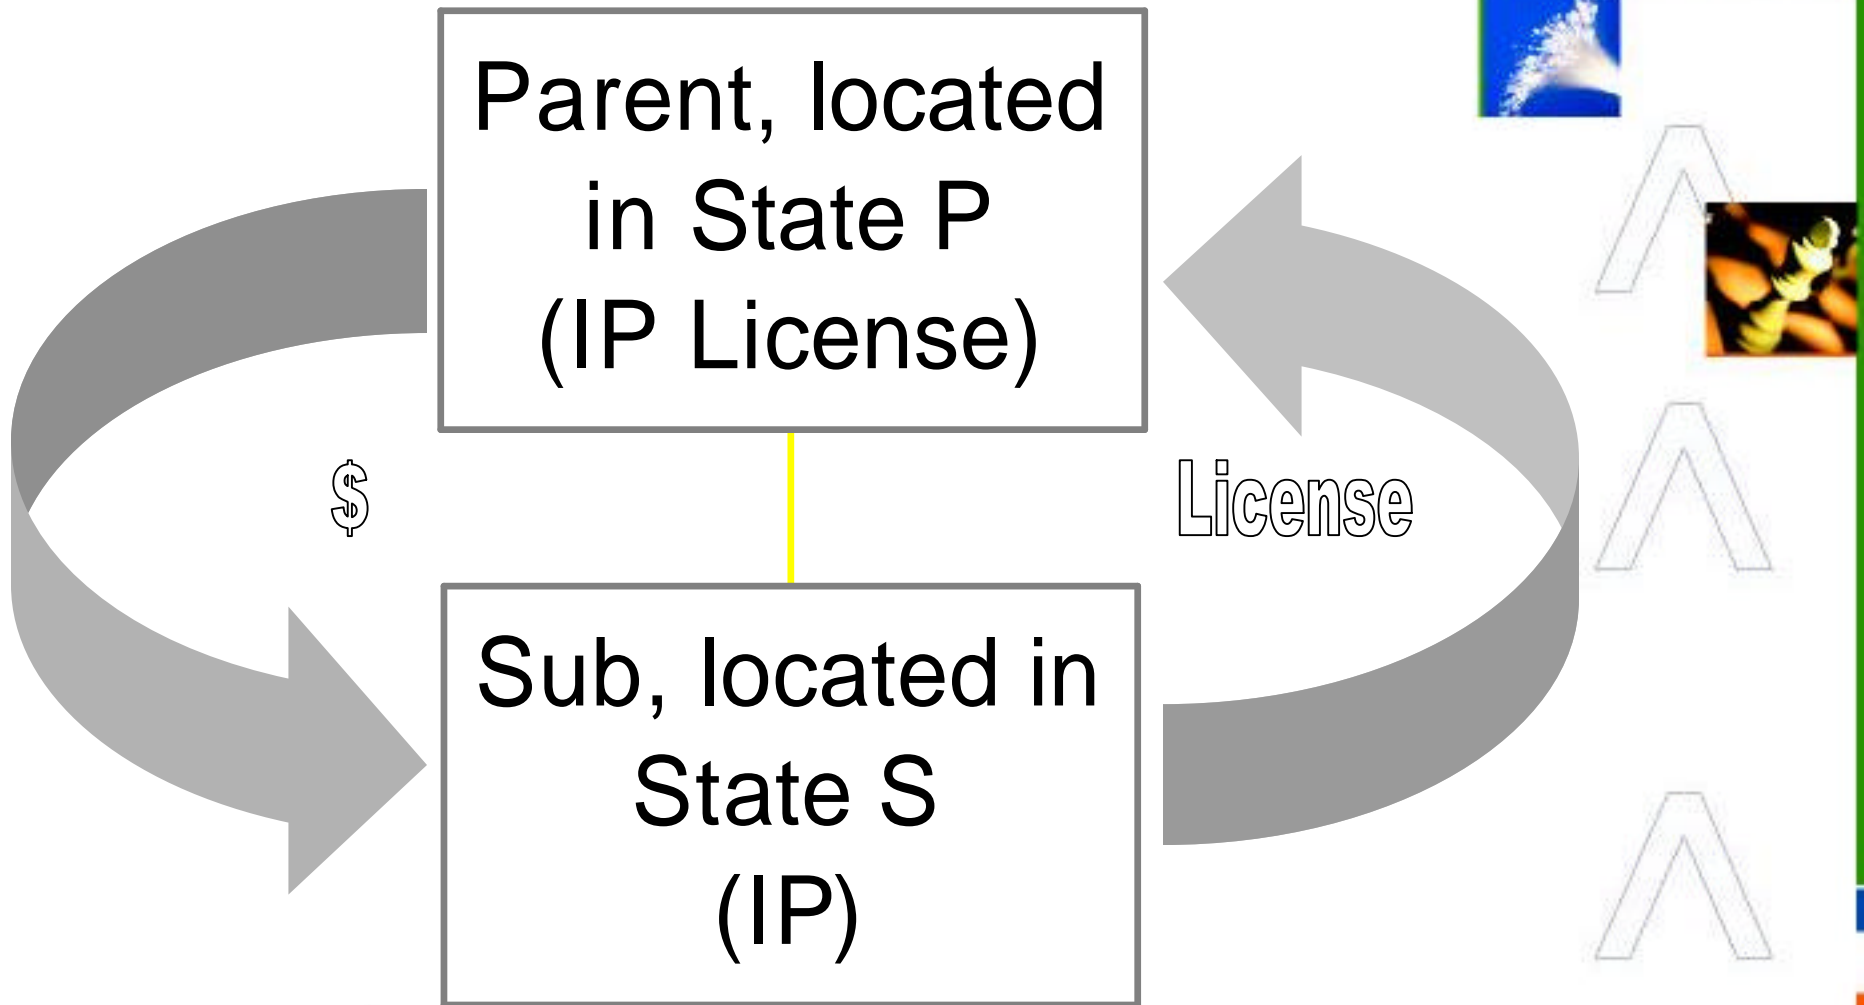 Parent, located
in State P
(IP License)
$
License
Sub, located in
State S
(IP)